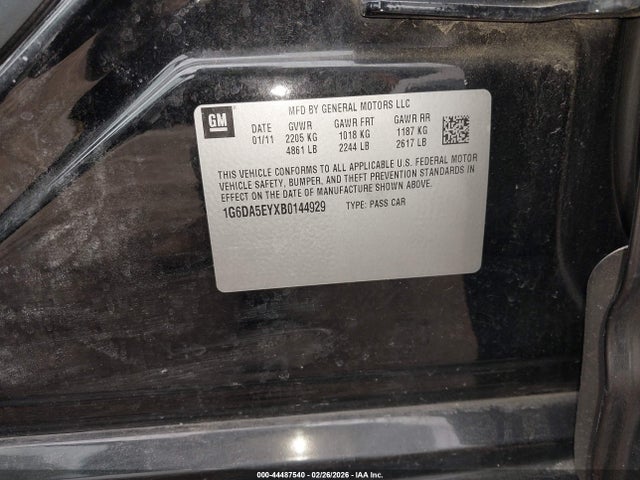 GM
MFD BY GENERAL MOTORS LLC
DATE GVWR GAWR FRT GAWR RR
01/11 2205 KG 1018 KG 1187 KG
4861 LB 2244 LB 2617 LB
THIS VEHICLE CONFORMS TO ALL APPLICABLE U.S. FEDERAL MOTOR
VEHICLE SAFETY, BUMPER, AND THEFT PREVENTION STANDARDS IN
EFFECT ON THE DATE OF MANUFACTURE SHOWN ABOVE.
1G6DA5EYXB0144929 TYPE: PASS CAR
000-44487540 - 02/26/2026 - IAA Inc.